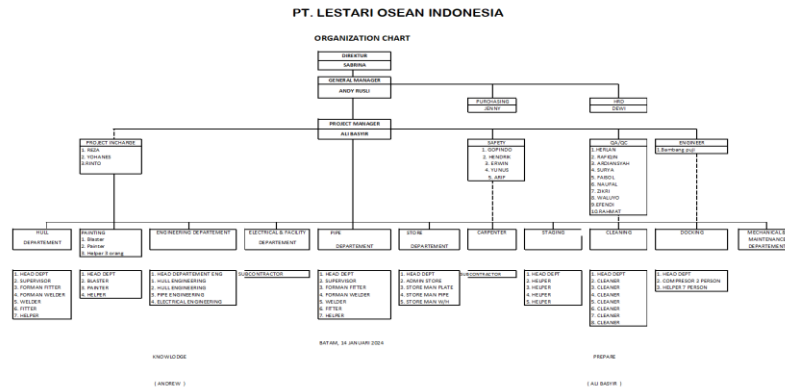 PT. LESTARI OSEAN INDONESIA
ORGANIZATION CHART
DIREKTUR
SABRINA
GENERAL MANAGER
ANDY RUSLI
PURCHASING
JENNY
HRD
DEWI
PROJECT MANAGER
ALI BASHIR
PROJECT INCHARGE
1. REZA
2. YOHANES
3.RINTO
SAFETY
1. GOPINDO
2. HENDRIK
3. ERWIN
4. YUNUS
5. ARIF
QA/QC
1.HERLAN
2. RAFIQIN
3. ARDIANSYAH
4. SURYA
5. FAISOL
6. NAUFAL
7. ZIKRI
8. WALUYO
9.EFENDI
10.RAHMAT
ENGINEER
1.Bambang puji
HULL
DEPARTEMENT
PAINTING
1. Blaster
2. Painter
3. Helper 3 orang
ENGINEERING DEPARTEMENT
ELECTRICAL & FACILITY
DEPARTEMENT
PIPE
DEPARTEMENT
STORE
DEPARTEMENT
CARPENTER
STAGING
CLEANING
DOCKING
MECHANICAL &
MAINTENANCE
DEPARTEMENT
1. HEAD DEPT
2. SUPERVISOR
3. FORMAN FITTER
4. FORMAN WELDER
5. WELDER
6. FITTER
7. HELPER
1. HEAD DEPT
2. BLASTER
3. PAINTER
4. HELPER
1. HEAD DEPARTEMENT ENG
2. HULL ENGINEERING
2. HULL ENGINEERING
3. PIPE ENGINEERING
4. ELECTRICAL ENGINEERING
SUBCONTRACTOR
1. HEAD DEPT
2. SUPERVISOR
3. FORMAN FITTER
4. FORMAN WELDER
5. WELDER
6. FITTER
7. HELPER
1. HEAD DEPT
2. ADMIN STORE
3. STORE MAN PLATE
4. STORE MAN PIPE
5. STORE MAN W/H
SUBCONTRACTOR
1. HEAD DEPT
2. HELPER
3. HELPER
4. HELPER
5. HELPER
1. HEAD DEPT
2. CLEANER
3. CLEANER
4. CLEANER
5. CLEANER
6. CLEANER
7. CLEANER
8. CLEANER
1. HEAD DEPT
2. COMPRESOR 2 PERSON
3. HELPER 7 PERSON
BATAM, 14 JANUARI 2024
KNOWLODGE
PREPARE
( ANDREW )
( ALI BASHIR )